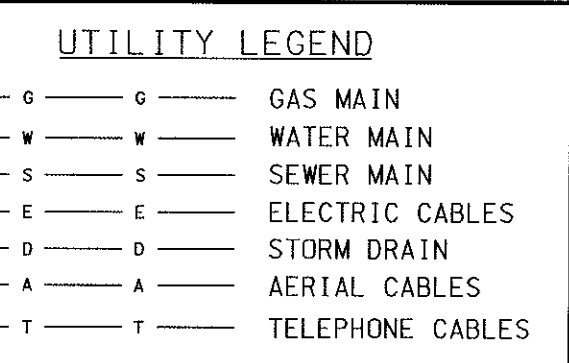 UTILITY LEGEND
G G GAS MAIN
W W WATER MAIN
S S SEWER MAIN
E E ELECTRIC CABLES
D D STORM DRAIN
A A AERIAL CABLES
T T TELEPHONE CABLES